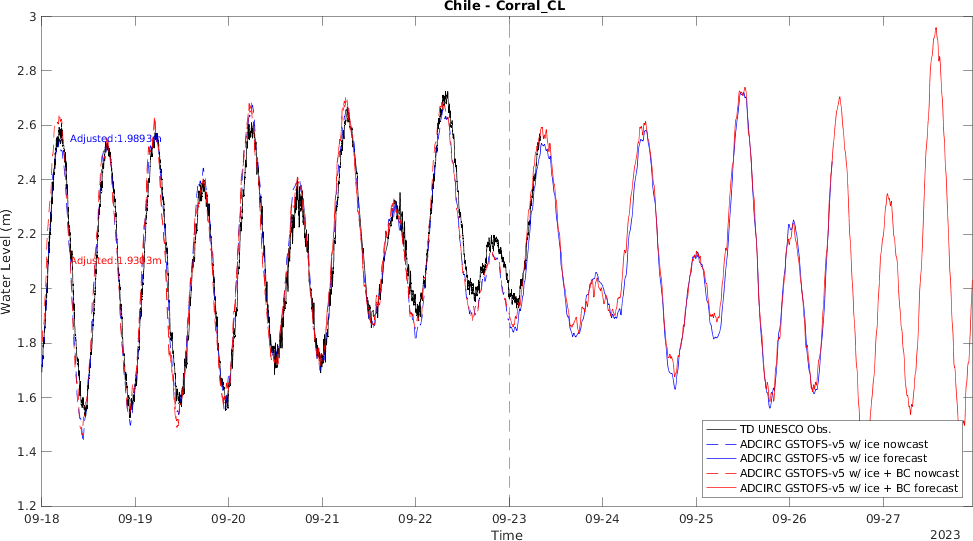 Chile - Corral_CL
3
2.8
2.6
2.4
2.2
2
1.8
1.6
1.4
1.2
Water Level (m)
Adjusted:1.9893m
Adjusted:1.9303m
TD UNESCO Obs.
ADCIRC GSTOFS-v5 w/ ice nowcast
ADCIRC GSTOFS-v5 w/ ice forecast
ADCIRC GSTOFS-v5 w/ ice + BC nowcast
ADCIRC GSTOFS-v5 w/ ice + BC forecast
09-18 09-19 09-20 09-21 09-22 09-23 09-24 09-25 09-26 09-27
Time
2023